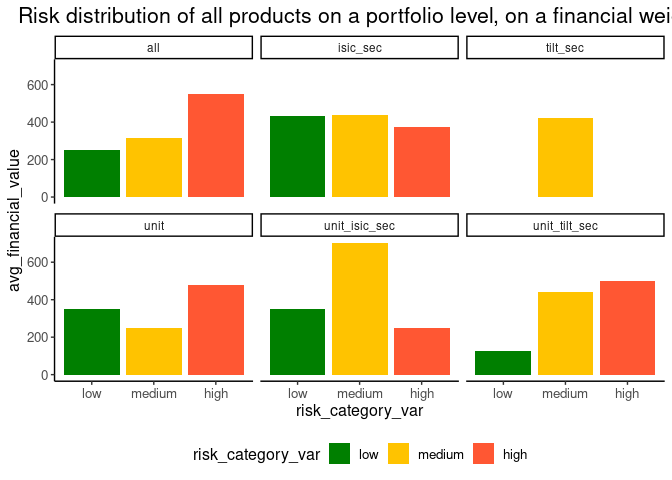 Risk distribution of all products on a portfolio level, on a financial wei
all isic_sec tilt_sec
600
400
200
0
unit unit_isic_sec unit_tilt_sec
600
400
200
0
avg_financial_value
low medium high low medium high low medium high
risk_category_var
risk_category_var low medium high